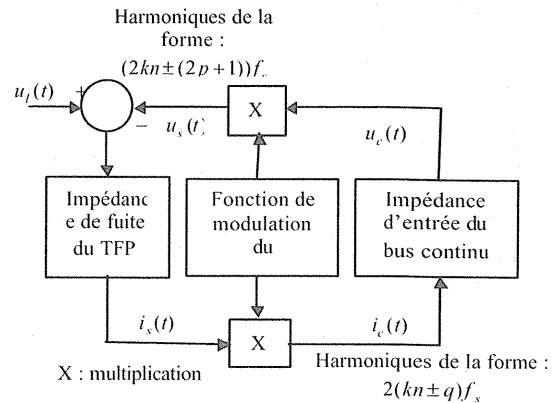 Harmoniques de la
forme :
(2kn±(2p+1))f
u_l(t)
+
X
−
u_s(t)
u_c(t)
Impédanc
e de fuite
du TFP
Fonction de
modulation
du
Impédance
d'entrée du
bus continu
i_s(t)
X
i_c(t)
X : multiplication
Harmoniques de la forme :
2(kn±q)f_s